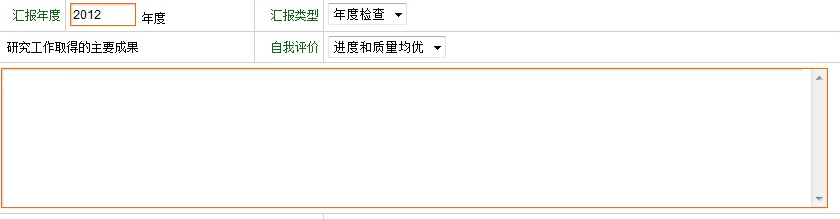 汇报年度 2012 年度 汇报类型 年度检查
研究工作取得的主要成果 自我评价 进度和质量均优